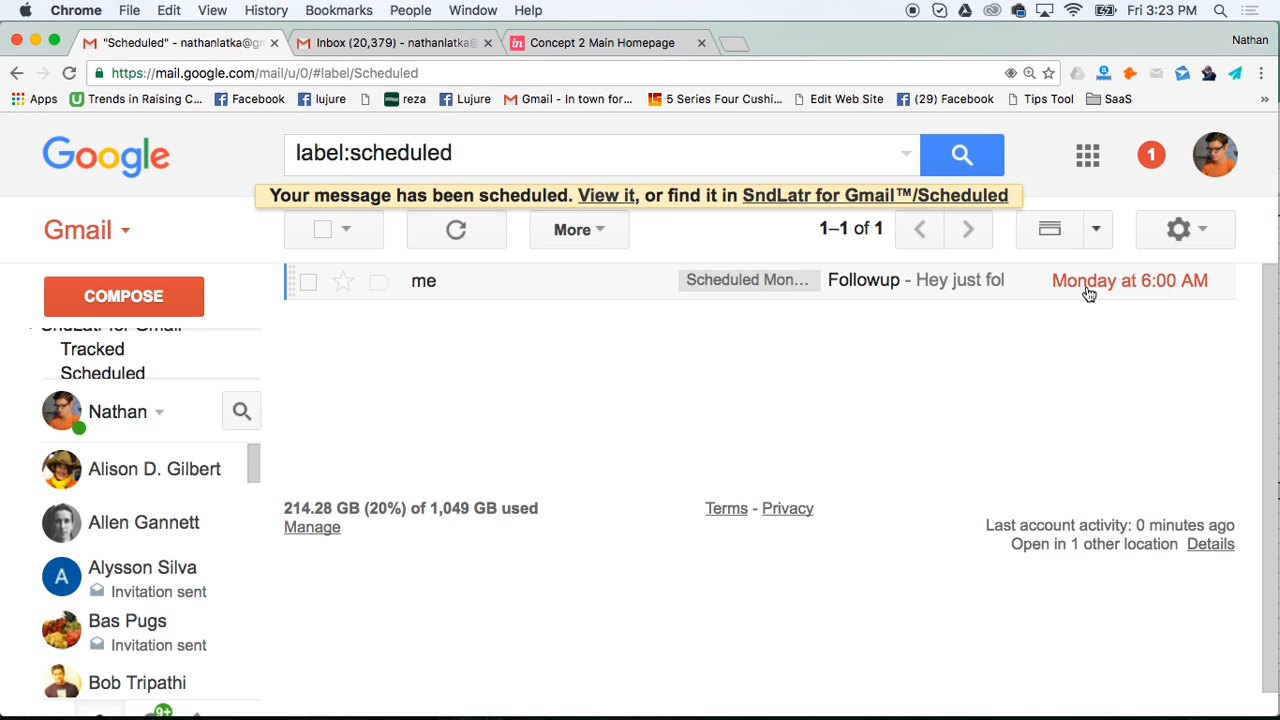 Chrome File Edit View History Bookmarks People Window Help Fri 3:23 PM
"Scheduled" - nathanlatka@gm
Inbox (20,379) - nathanlatka@
in Concept 2 Main Homepage
Nathan
https://mail.google.com/mail/u/0/#label/Scheduled
Apps Trends in Raising C... Facebook lujure reza Lujure Gmail - In town for... 5 Series Four Cushi... Edit Web Site (29) Facebook Tips Tool SaaS »
Google
label:scheduled
1
Your message has been scheduled. View it, or find it in SndLatr for Gmail™/Scheduled
Gmail
More
1–1 of 1
COMPOSE
me Scheduled Mon... Followup - Hey just fol Monday at 6:00 AM
SndLatr for Gmail
Tracked
Scheduled
Nathan
Alison D. Gilbert
Allen Gannett
A Alysson Silva
Invitation sent
Bas Pugs
Invitation sent
Bob Tripathi
9+
214.28 GB (20%) of 1,049 GB used
Manage
Terms - Privacy
Last account activity: 0 minutes ago
Open in 1 other location Details